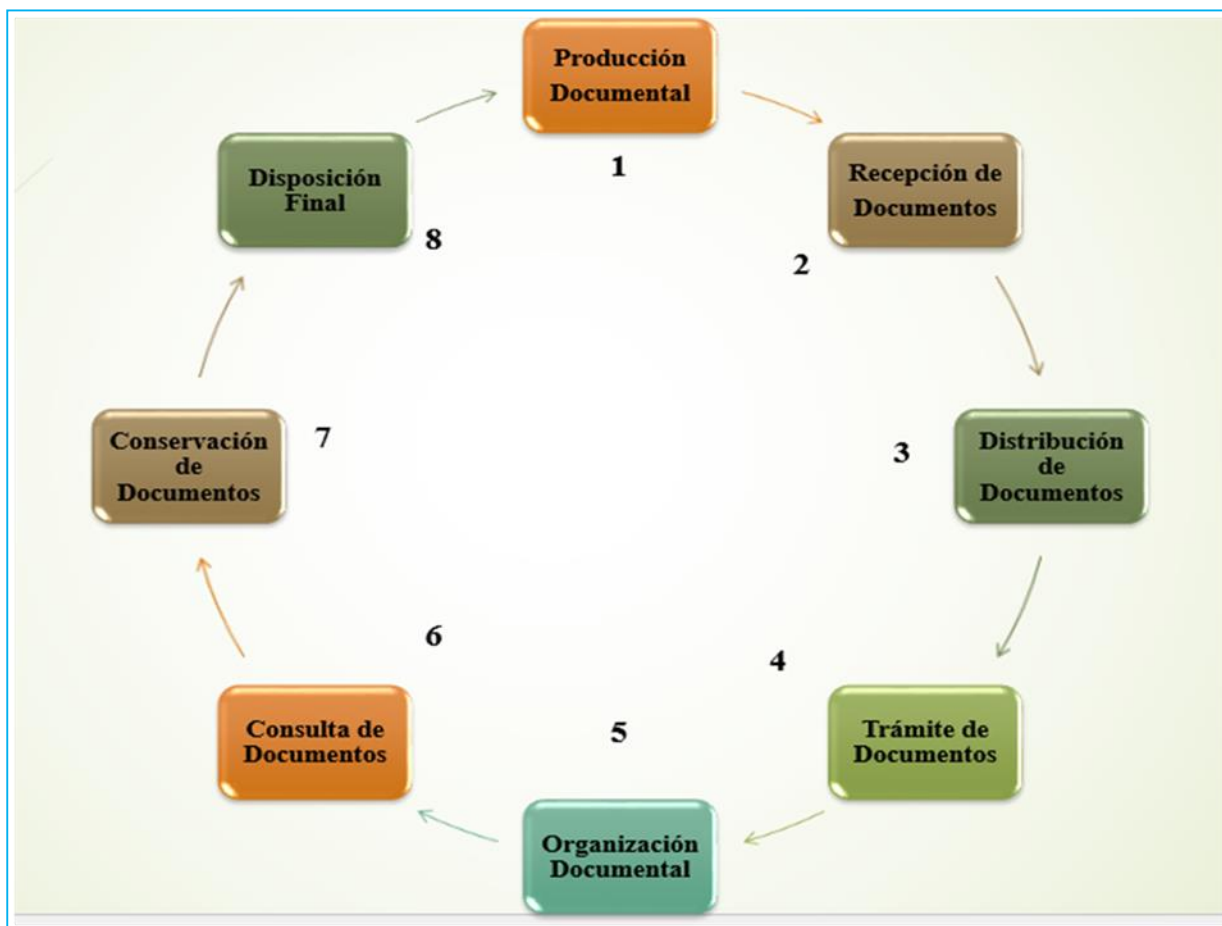 Producción
Documental
1
Recepción de
Documentos
2
Distribución
de
Documentos
3
Trámite de
Documentos
4
Organización
Documental
5
Consulta de
Documentos
6
Conservación
de
Documentos
7
Disposición
Final
8